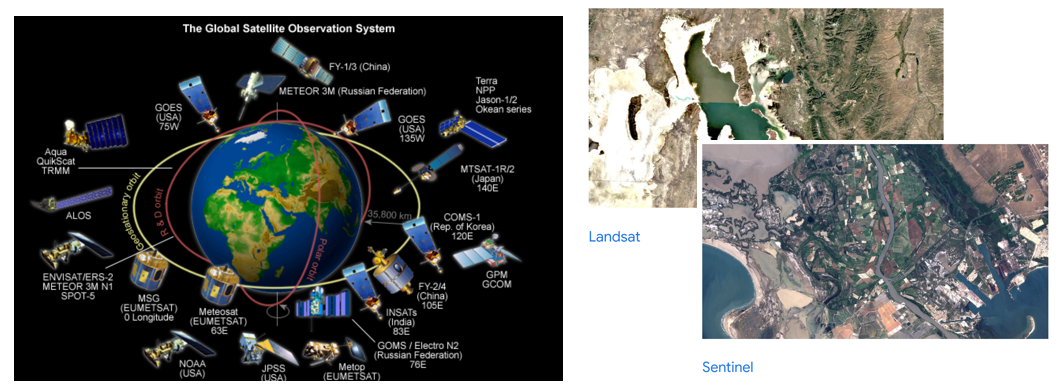 The Global Satellite Observation System
FY-1/3 (China)
METEOR 3M (Russian Federation)
GOES
(USA)
75W
GOES
(USA)
135W
Terra
NPP
Jason-1/2
Okean series
Aqua
QuikScat
TRMM
MTSAT-1R/2
(Japan)
140E
Geostationary orbit
R & D orbit
Polar orbit
35,800 km
ALOS
COMS-1
(Rep. of Korea)
120E
GPM
GCOM
ENVISAT/ERS-2
METEOR 3M N1
SPOT-5
MSG
(EUMETSAT)
0 Longitude
Meteosat
(EUMETSAT)
63E
FY-2/4
(China)
105E
INSATs
(India)
83E
GOMS / Electro N2
(Russian Federation)
76E
NOAA
(USA)
JPSS
(USA)
Metop
(EUMETSAT)
Landsat
Sentinel